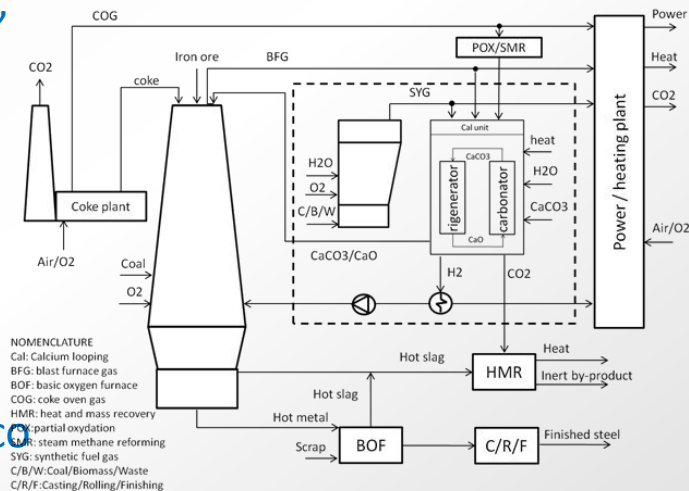 COG
Power
POX/SMR
Iron ore
BFG
Heat
CO2
coke
SYG
CO2
Cal unit
heat
CaCO3
H2O
H2O
O2
rigenerator
carbonator
CaCO3
C/B/W
CaO
Coke plant
Power / heating plant
Air/O2
Air/O2
CaCO3/CaO
Coal
H2
CO2
O2
NOMENCLATURE
Cal: Calcium looping
BFG: blast furnace gas
BOF: basic oxygen furnace
COG: coke oven gas
HMR: heat and mass recovery
POX:partial oxydation
SMR: steam methane reforming
SYG: synthetic fuel gas
C/B/W:Coal/Biomass/Waste
C/R/F:Casting/Rolling/Finishing
Hot slag
HMR
Heat
Inert by-product
Hot slag
Hot metal
BOF
Scrap
C/R/F
Finished steel
co